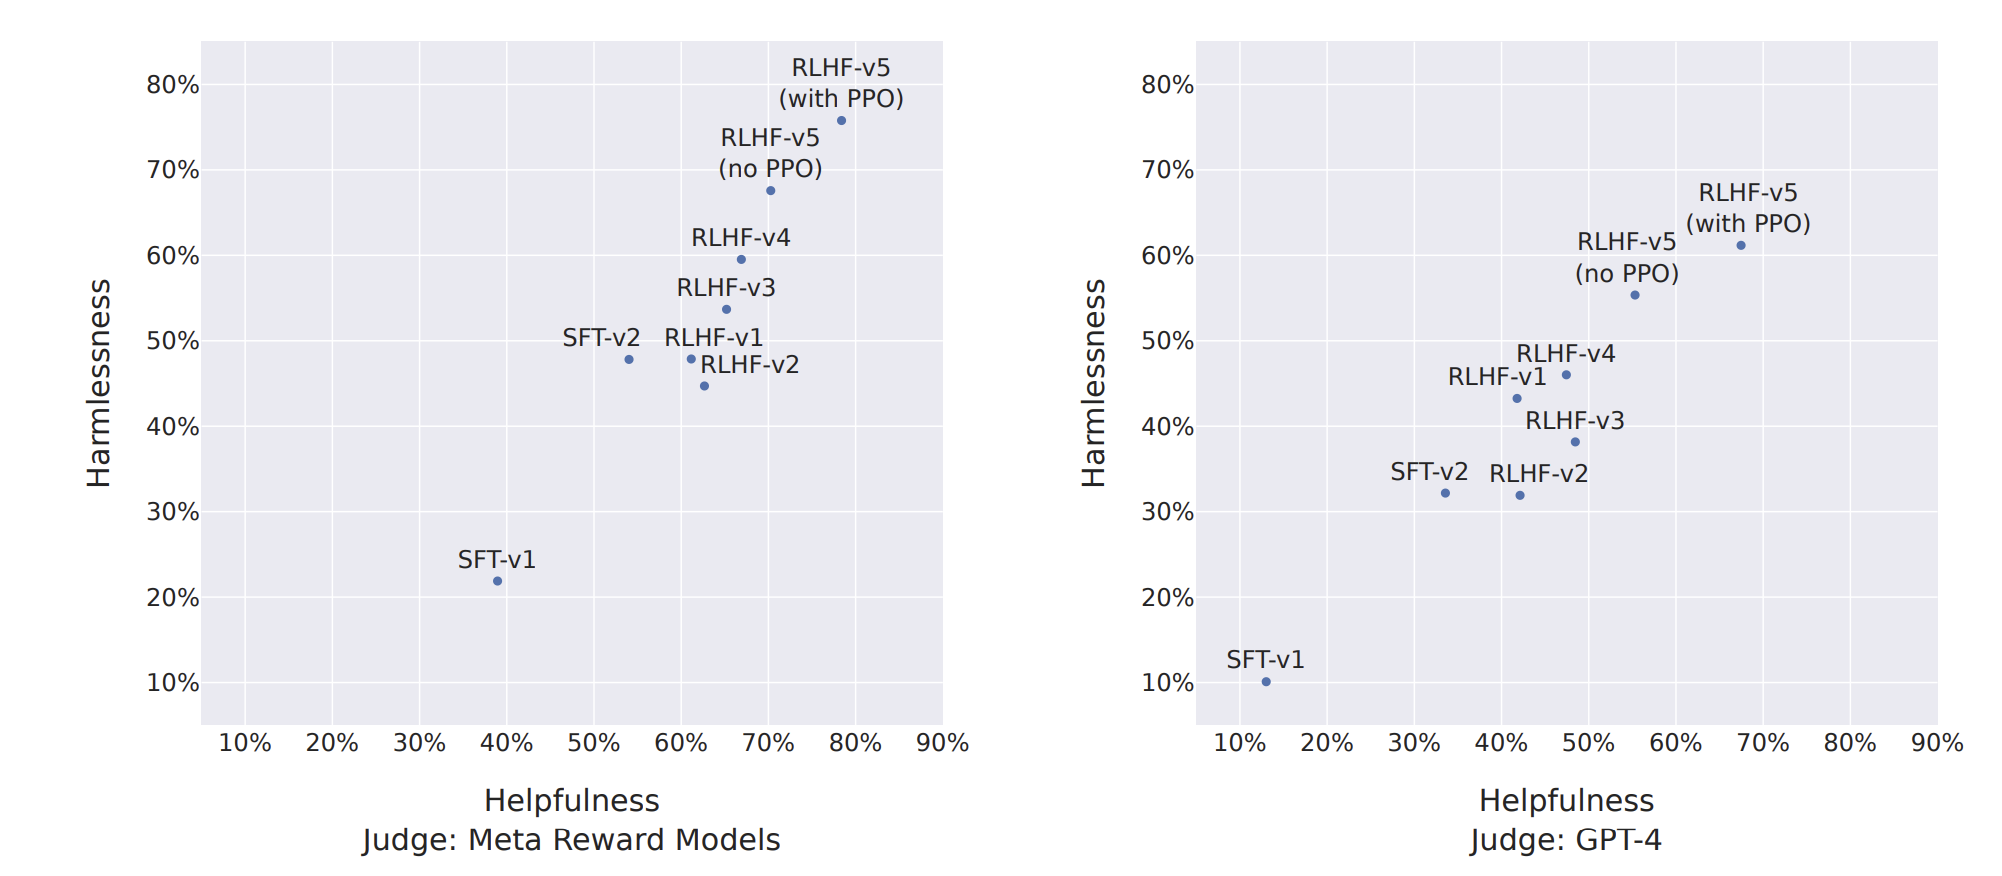 RLHF-v5
(with PPO)
RLHF-v5
(no PPO)
RLHF-v4
RLHF-v3
SFT-v2
RLHF-v1
RLHF-v2
SFT-v1
80%
70%
60%
50%
40%
30%
20%
10%
Harmlessness
10% 20% 30% 40% 50% 60% 70% 80% 90%
Helpfulness
Judge: Meta Reward Models
RLHF-v5
(with PPO)
RLHF-v5
(no PPO)
RLHF-v4
RLHF-v1
RLHF-v3
SFT-v2
RLHF-v2
SFT-v1
80%
70%
60%
50%
40%
30%
20%
10%
Harmlessness
10% 20% 30% 40% 50% 60% 70% 80% 90%
Helpfulness
Judge: GPT-4